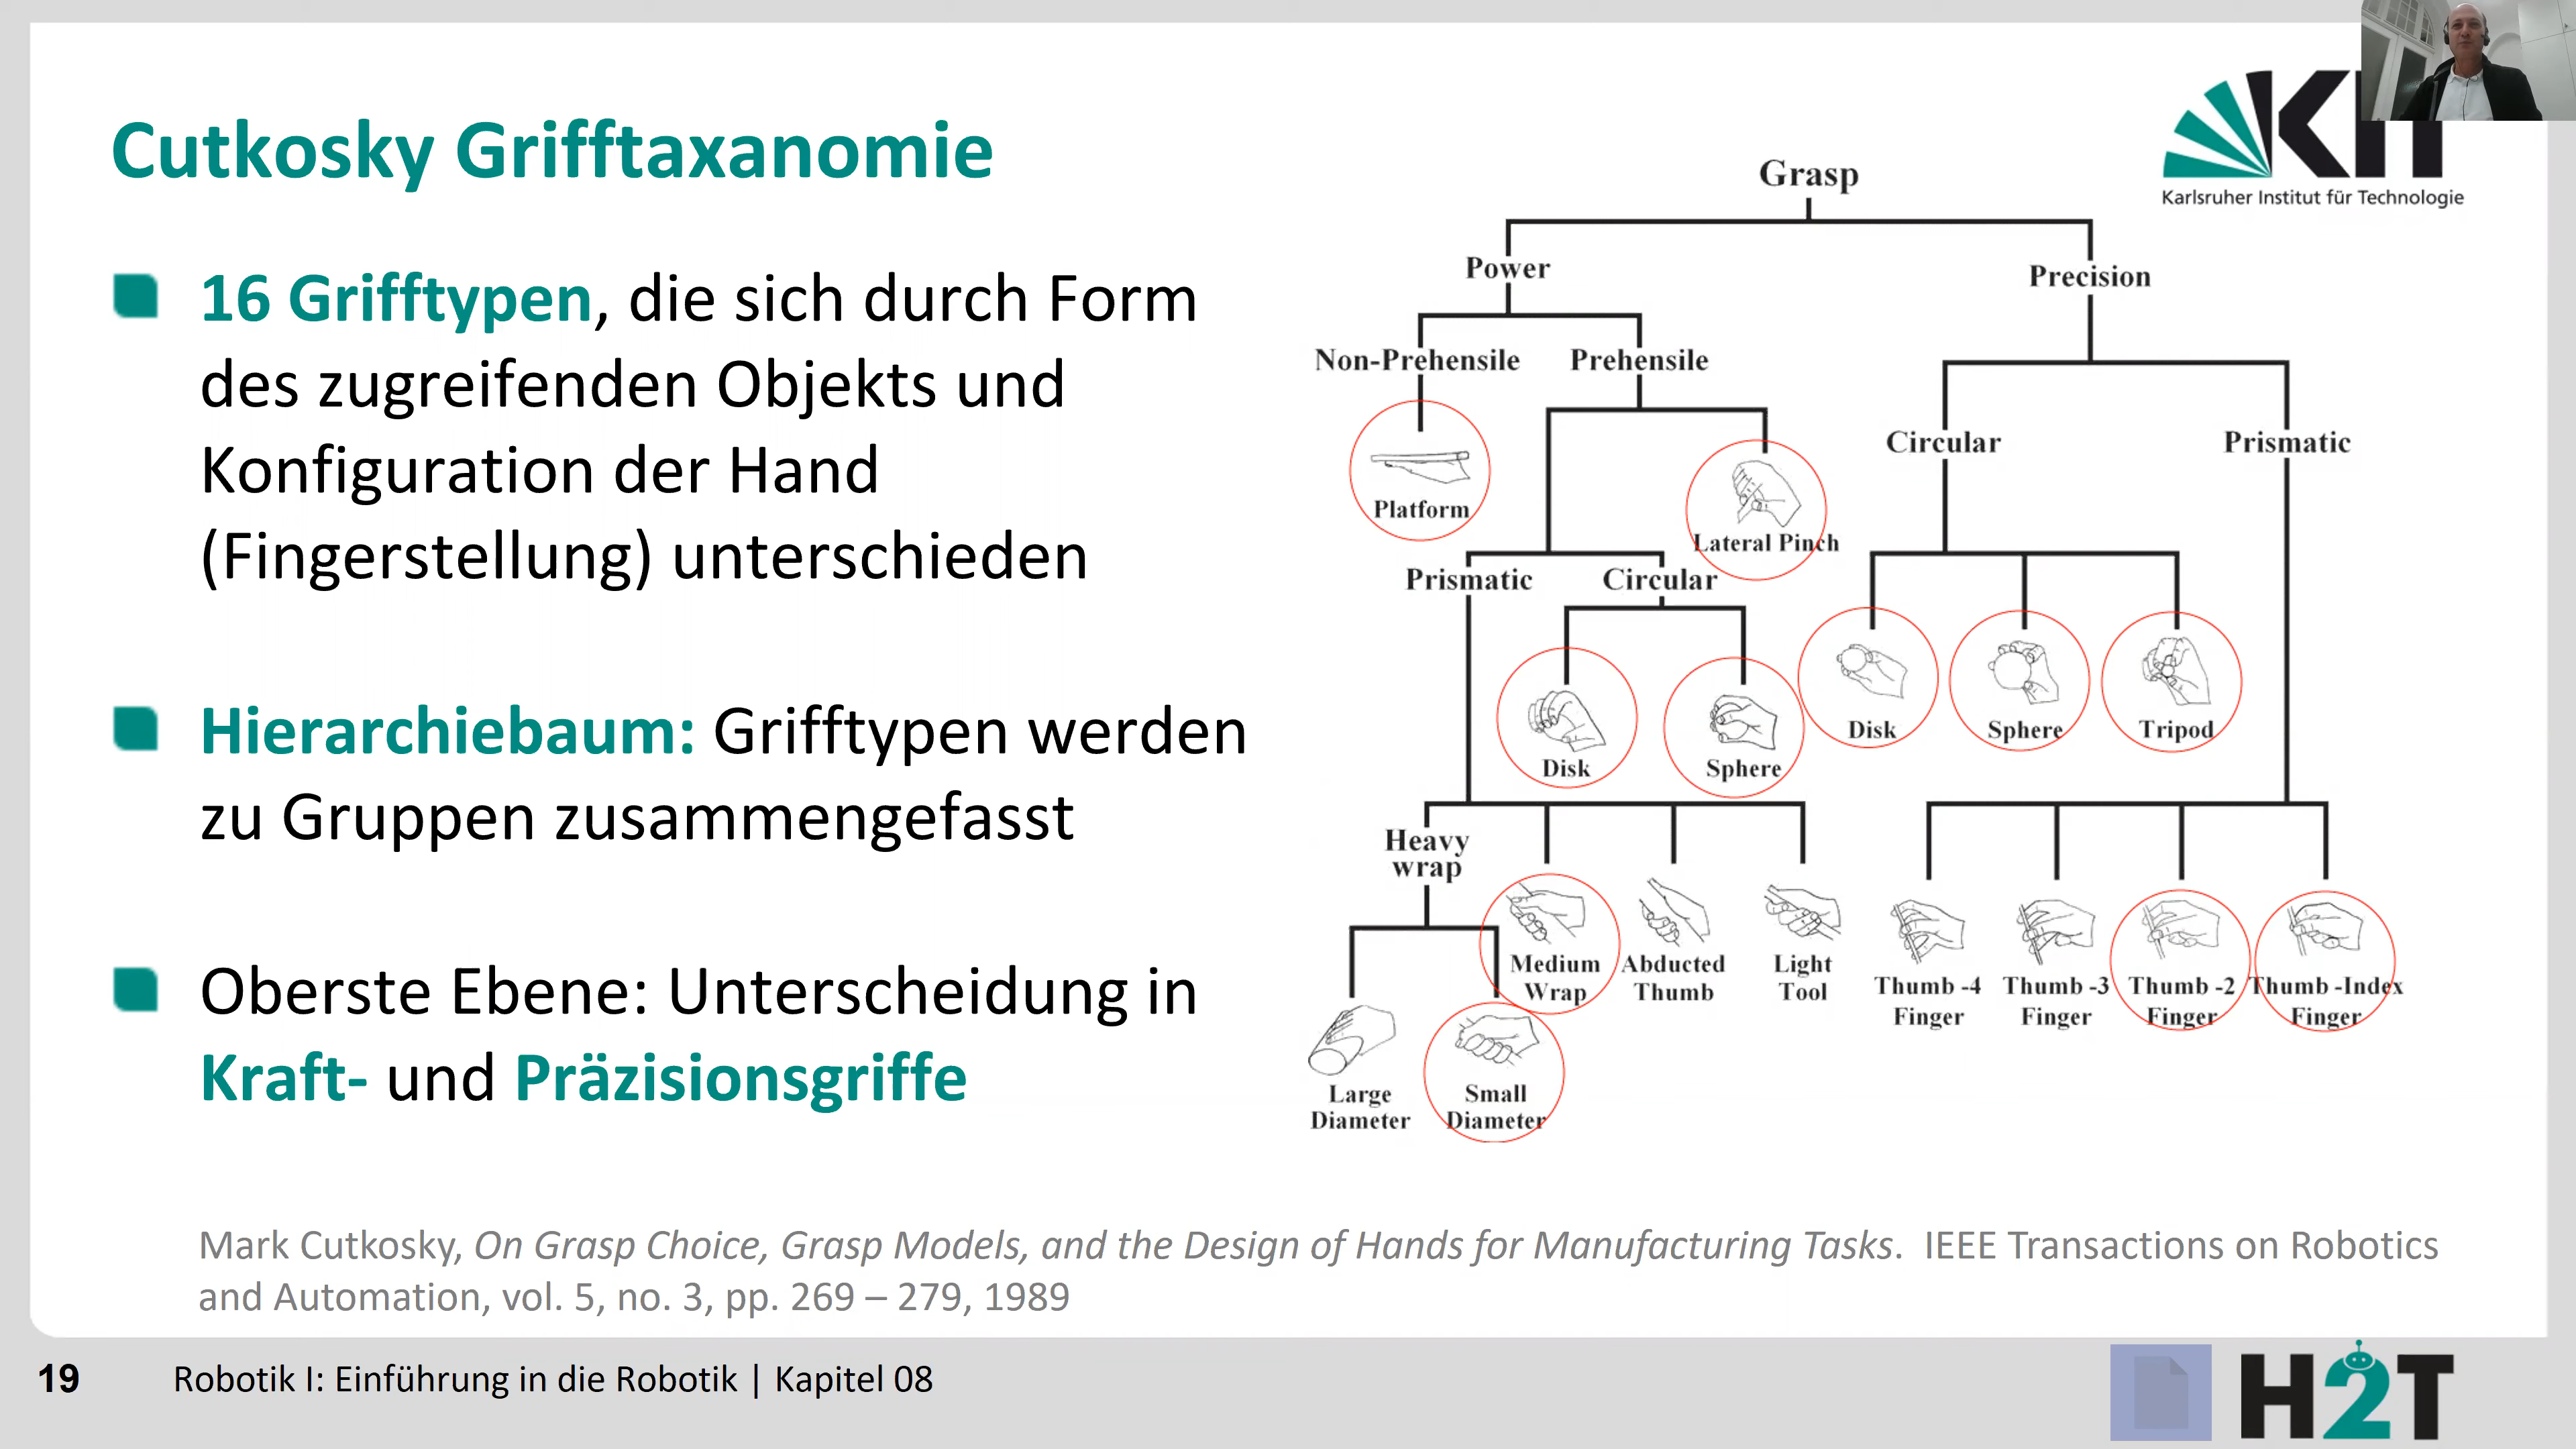 Cutkosky Grifftaxanomie
16 Grifftypen, die sich durch Form
des zugreifenden Objekts und
Konfiguration der Hand
(Fingerstellung) unterschieden
Hierarchiebaum: Grifftypen werden
zu Gruppen zusammengefasst
Oberste Ebene: Unterscheidung in
Kraft- und Präzisionsgriffe
Karlsruher Institut für Technologie
Grasp
Power
Precision
Non-Prehensile
Prehensile
Circular
Prismatic
Platform
Lateral Pinch
Prismatic
Circular
Disk
Sphere
Disk
Sphere
Tripod
Heavy
wrap
Medium
Wrap
Abducted
Thumb
Light
Tool
Thumb -4
Finger
Thumb -3
Finger
Thumb -2
Finger
Thumb -Index
Finger
Large
Diameter
Small
Diameter
Mark Cutkosky, On Grasp Choice, Grasp Models, and the Design of Hands for Manufacturing Tasks. IEEE Transactions on Robotics
and Automation, vol. 5, no. 3, pp. 269 – 279, 1989
19
Robotik I: Einführung in die Robotik | Kapitel 08
H2T